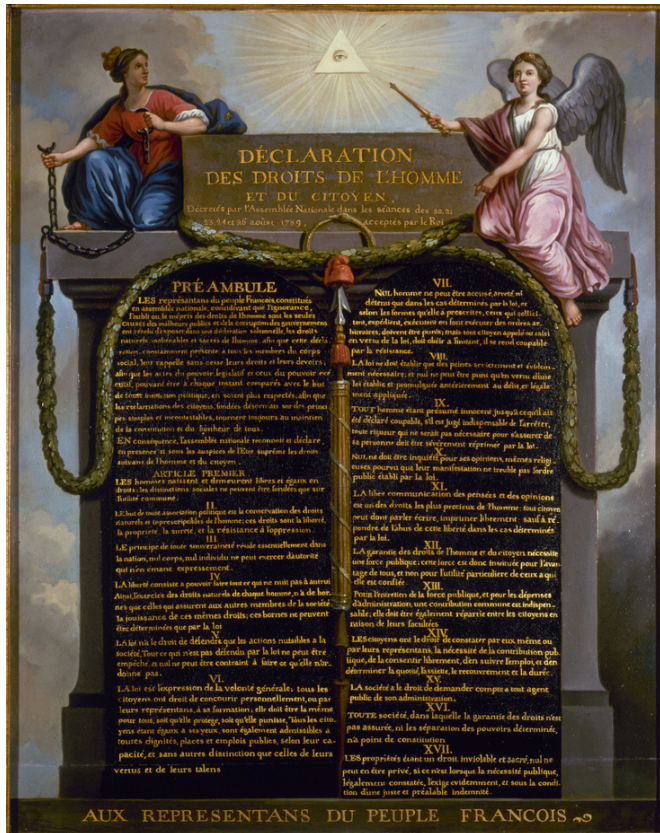 DÉCLARATION
DES DROITS DE L'HOMME
ET DU CITOYEN,
Décretés par l'Assemblée Nationale dans les séances des 20, 21
23, 24 et 26 août 1789, acceptés par le Roi
PRÉAMBULE
LES représentans du peuple François, constitués
en assemblée nationale, considérant que l'ignorance,
l'oubli ou le mépris des droits de l'homme sont les seules
causes des malheurs publics et de la corruption des gouvernemens
ont résolu d'exposer dans une déclaration solemnelle, les droits
naturels, inaliénables et sacrés de l'homme, afin que cette décla
ration, constamment présente a tous les membres du corps
social, leur rappelle sans cesse leurs droits et leurs devoirs,
afin que les actes du pouvoir législatif et ceux du pouvoir exé
cutif, pouvant être à chaque instant comparés avec le but
de toute institution politique, en soient plus respectés, afin que
les réclamations des citoyens, fondées désormais sur des princi
pes simples et incontestables, tournent toujours au maintien
de la constitution et du bonheur de tous.
EN conséquence, l'assemblée nationale reconnoit et déclare
en présence et sous les auspices de l'Etre suprême les droits
suivans de l'homme et du citoyen.
ARTICLE PREMIER
LES hommes naissent et demeurent libres et égaux en
droits; les distinctions sociales ne peuvent être fondées que sur
l'utilité commune.
II.
LE but de toute association politique est la conservation des droits
naturels et imprescriptibles de l'homme; ces droits sont la liberté,
la propriété, la sureté, et la résistance à l'oppression.
III.
LE principe de toute souveraineté réside essentiellement dans
la nation, nul corps, nul individu ne peut exercer d'autorité
qui n'en émane expressement.
IV
LA liberté consiste a pouvoir faire tout ce qui ne nuit pas à autrui
Ainsi, l'exercice des droits naturels de chaque homme, n'a de bor
nes que celles qui assurent aux autres membres de la société
la jouissance de ces mêmes droits; ces bornes ne peuvent
être déterminées que par la loi
V.
LA loi n'a le droit de défendre que les actions nuisibles a la
société. Tout ce qui n'est pas défendu par la loi ne peut être
empêché, et nul ne peut être contraint à faire ce qu'elle n'or-
donne pas.
VI.
LA loi est l'expression de la volonté générale; tous les
citoyens ont droit de concourir personnellement, ou par
leurs représentans, à sa formation; elle doit être la même
pour tous, soit qu'elle protege, soit qu'elle punisse, Tous les cito
yens étant égaux a ses yeux, sont également admissibles a
toutes dignités, places et emplois publics, selon leur ca
pacité, et sans autres distinction que celles de leurs
vertus et de leurs talens
VII.
NUL homme ne peut être accusé, arreté ni
détenu que dans les cas déterminés par la loi, et
selon les formes qu'elle a prescrites, ceux qui sollici
tent, expédient, exécutent ou font exécuter des ordres ar-
bitraires, doivent être punis; mais tout citoyen appelé ou saisi
en vertu de la loi, doit obéir a l'instant, il se rend coupable
par la résistance.
VIII.
LA loi ne doit établir que des peines strictement et évidem-
ment nécessaire, et nul ne peut être puni qu'en vertu d'une
loi établie et promulguée antérieurement au délit, et légale
ment appliquée.
IX.
TOUT homme étant présumé innocent jusqu'a ce qu'il ait
été déclaré coupable, s'il est jugé indispensable de l'arrêter,
toute rigueur qui ne serait pas nécessaire pour s'assurer de
sa personne doit être sévèrement réprimée par la loi.
X.
NUL ne doit être inquiété pour ses opinions, mêmes religi
euses pourvu que leur manifestation ne trouble pas l'ordre
public établi par la loi.
XI.
LA libre communication des pensées et des opinions
est un des droits les plus precieux de l'homme; tout citoyen
peut donc parler écrire, imprimer librement sauf a ré-
pondre de l'abus de cette liberté dans les cas déterminés
par la loi.
XII.
LA garantie des droits de l'homme et du citoyen nécessite
une force publique; cette force est donc instituée pour l'avan
tage de tous, et non pour l'utilité particuliere de ceux a qui
elle est confiée.
XIII.
Pour l'entretien de la force publique, et pour les dépenses
d'administration, une contribution commune est indispen-
sable; elle doit être également répartie entre les citoyens en
raison de leurs facultées
XIV.
LES citoyens ont le droit de constater par eux même ou
par leurs représentans, la nécessité de la contribution pub
lique, de la consentir librement, d'en suivre l'emploi, et d'en
déterminer la quotité, l'assiette, le recouvrement et la durée.
XV.
LA société a le droit de demander compte a tout agent
public de son administration.
XVI.
TOUTE société, dans laquelle la garantie des droits n'est
pas assurée, ni les séparation des pouvoirs déterminée,
n'a point de constitution
XVII.
LES propriétés étant un droit inviolable et sacré, nul ne
peut en être privé, si ce n'est lorsque la nécessité publique,
légalement constatée, l'exige evidemment, et sous la condi
tion d'une juste et préalable indemnité.
AUX REPRESENTANS DU PEUPLE FRANCOIS